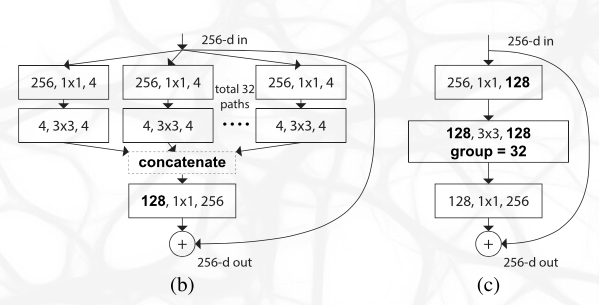 256-d in
256, 1x1, 4
256, 1x1, 4
256, 1x1, 4
total 32
paths
4, 3x3, 4
4, 3x3, 4
....
4, 3x3, 4
concatenate
128, 1x1, 256
+
256-d out
(b)
256-d in
256, 1x1, 128
128, 3x3, 128
group = 32
128, 1x1, 256
+
256-d out
(c)